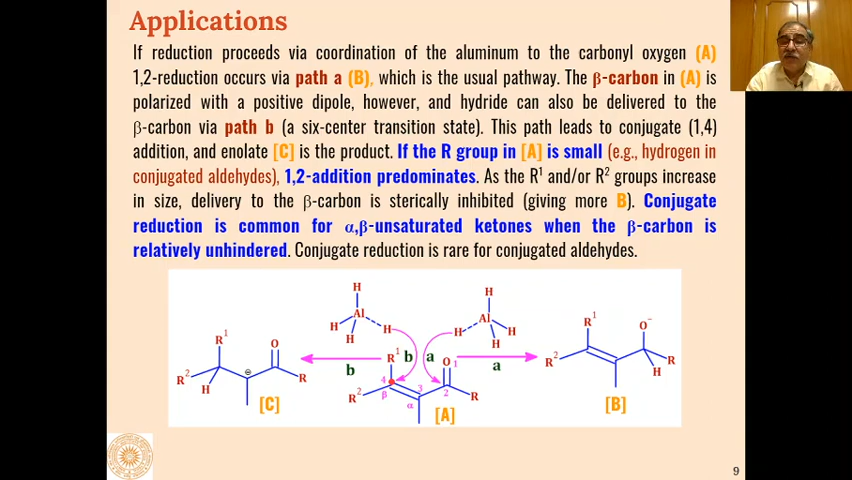 Applications
If reduction proceeds via coordination of the aluminum to the carbonyl oxygen (A)
1,2-reduction occurs via path a (B), which is the usual pathway. The β-carbon in (A) is
polarized with a positive dipole, however, and hydride can also be delivered to the
β-carbon via path b (a six-center transition state). This path leads to conjugate (1,4)
addition, and enolate [C] is the product. If the R group in [A] is small (e.g., hydrogen in
conjugated aldehydes), 1,2-addition predominates. As the R¹ and/or R² groups increase
in size, delivery to the β-carbon is sterically inhibited (giving more B). Conjugate
reduction is common for α,β-unsaturated ketones when the β-carbon is
relatively unhindered. Conjugate reduction is rare for conjugated aldehydes.
H
H Al H
H
H
H Al H
H
R¹ O
R² H ⊖ R
[C]
b
b a
R¹ O 1
R² 4 β 3 α 2 R
[A]
a
R¹ O⁻
R² R
H
[B]
9